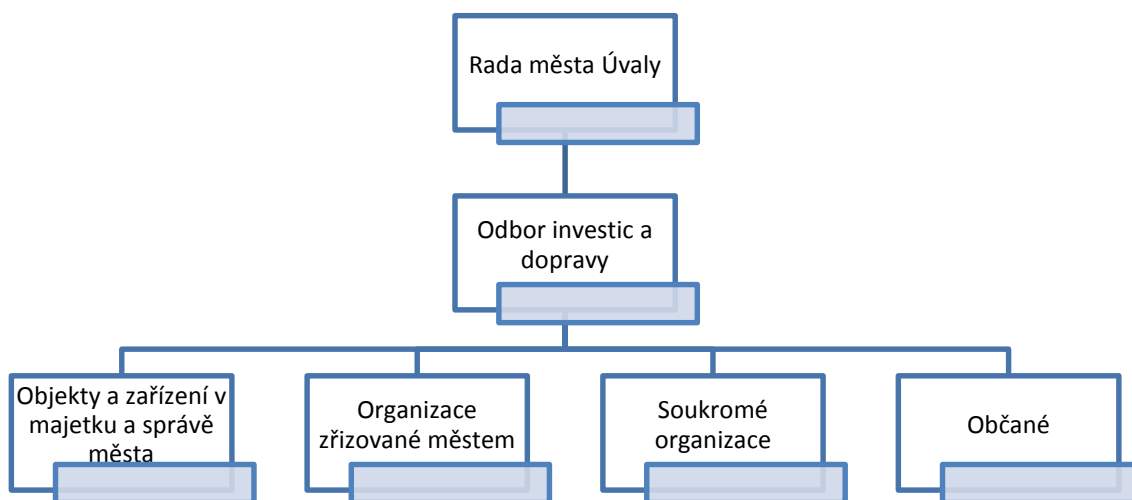 Rada města Úvaly
Odbor investic a
dopravy
Objekty a zařízení v
majetku a správě
města
Organizace
zřizované městem
Soukromé
organizace
Občané